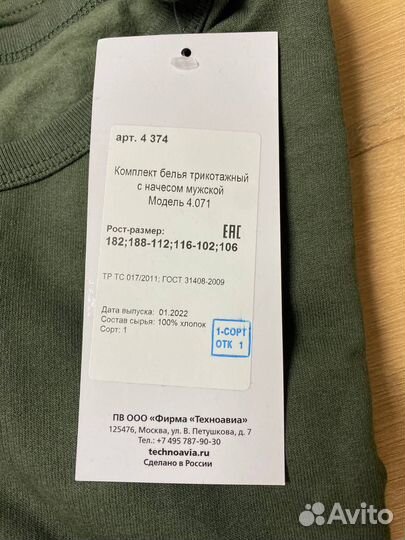 арт. 4 374
Комплект белья трикотажный
с начесом мужской
Модель 4.071
Рост-размер:
182;188-112;116-102;106
ЕАС
ТР ТС 017/2011; ГОСТ 31408-2009
Дата выпуска: 01.2022
Состав сырья: 100% хлопок
Сорт: 1
1-СОРТ
ОТК 1
ПВ ООО «Фирма «Техноавиа»
125476, Москва, ул. В. Петушкова, д. 7
Тел.: +7 495 787-90-30
technoavia.ru
Сделано в России
Avito